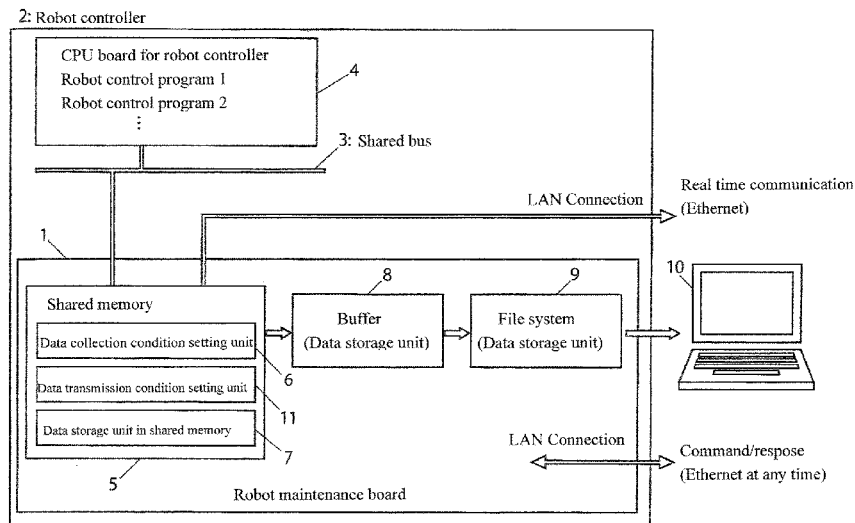 2: Robot controller
CPU board for robot controller
Robot control program 1
Robot control program 2
⋮
4
3: Shared bus
LAN Connection
Real time communication
(Ethernet)
1
8
9
10
Shared memory
Data collection condition setting unit
6
Data transmission condition setting unit
11
Data storage unit in shared memory
7
5
Buffer
(Data storage unit)
File system
(Data storage unit)
LAN Connection
Command/respose
(Ethernet at any time)
Robot maintenance board